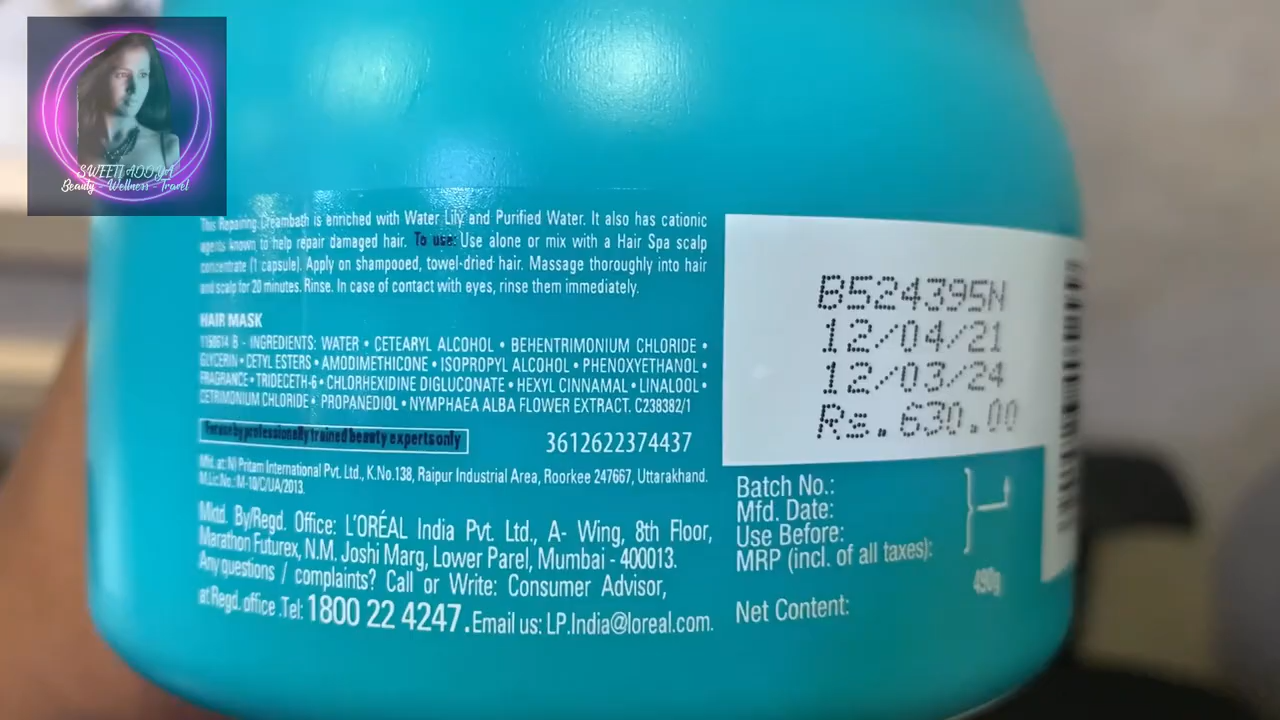 SWEETI ADDYA
Beauty - Wellness - Travel
This Repairing Creambath is enriched with Water Lily and Purified Water. It also has cationic
agents known to help repair damaged hair. To use: Use alone or mix with a Hair Spa scalp
concentrate (1 capsule). Apply on shampooed, towel-dried hair. Massage thoroughly into hair
and scalp for 20 minutes. Rinse. In case of contact with eyes, rinse them immediately.
HAIR MASK
B - INGREDIENTS: WATER • CETEARYL ALCOHOL • BEHENTRIMONIUM CHLORIDE •
GLYCERIN • CETYL ESTERS • AMODIMETHICONE • ISOPROPYL ALCOHOL • PHENOXYETHANOL •
FRAGRANCE • TRIDECETH-6 • CHLORHEXIDINE DIGLUCONATE • HEXYL CINNAMAL • LINALOOL •
CETRIMONIUM CHLORIDE • PROPANEDIOL • NYMPHAEA ALBA FLOWER EXTRACT. C238382/1
For use by professionally trained beauty experts only
3612622374437
Mfd. at: NJ Pritam International Pvt. Ltd., K.No.138, Raipur Industrial Area, Roorkee 247667, Uttarakhand.
M.Lic.No.: M-10/C/UA/2013.
Mktd. By/Regd. Office: L'ORÉAL India Pvt. Ltd., A- Wing, 8th Floor,
Marathon Futurex, N.M. Joshi Marg, Lower Parel, Mumbai - 400013.
Any questions / complaints? Call or Write: Consumer Advisor,
at Regd. office .Tel: 1800 22 4247. Email us: LP.India@loreal.com.
B524395N
12/04/21
12/03/24
Rs.630.00
Batch No.:
Mfd. Date:
Use Before:
MRP (incl. of all taxes):
490g
Net Content: